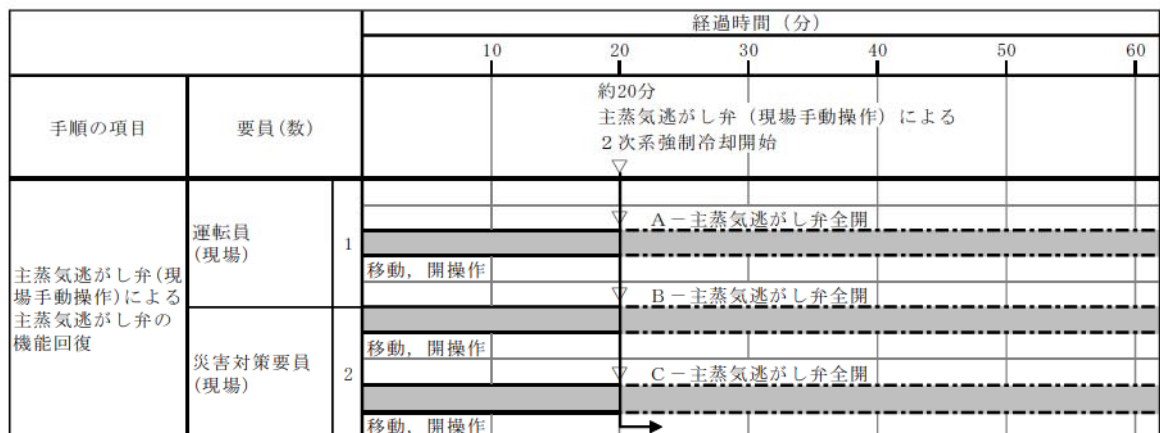 経過時間（分）
10 20 30 40 50 60
手順の項目
要員(数)
約20分
主蒸気逃がし弁（現場手動操作）による
２次系強制冷却開始
▽
主蒸気逃がし弁(現
場手動操作)による
主蒸気逃がし弁の
機能回復
運転員
(現場)
1
▽ Ａ－主蒸気逃がし弁全開
移動，開操作
▽ Ｂ－主蒸気逃がし弁全開
移動，開操作
災害対策要員
(現場)
2
▽ Ｃ－主蒸気逃がし弁全開
移動，開操作